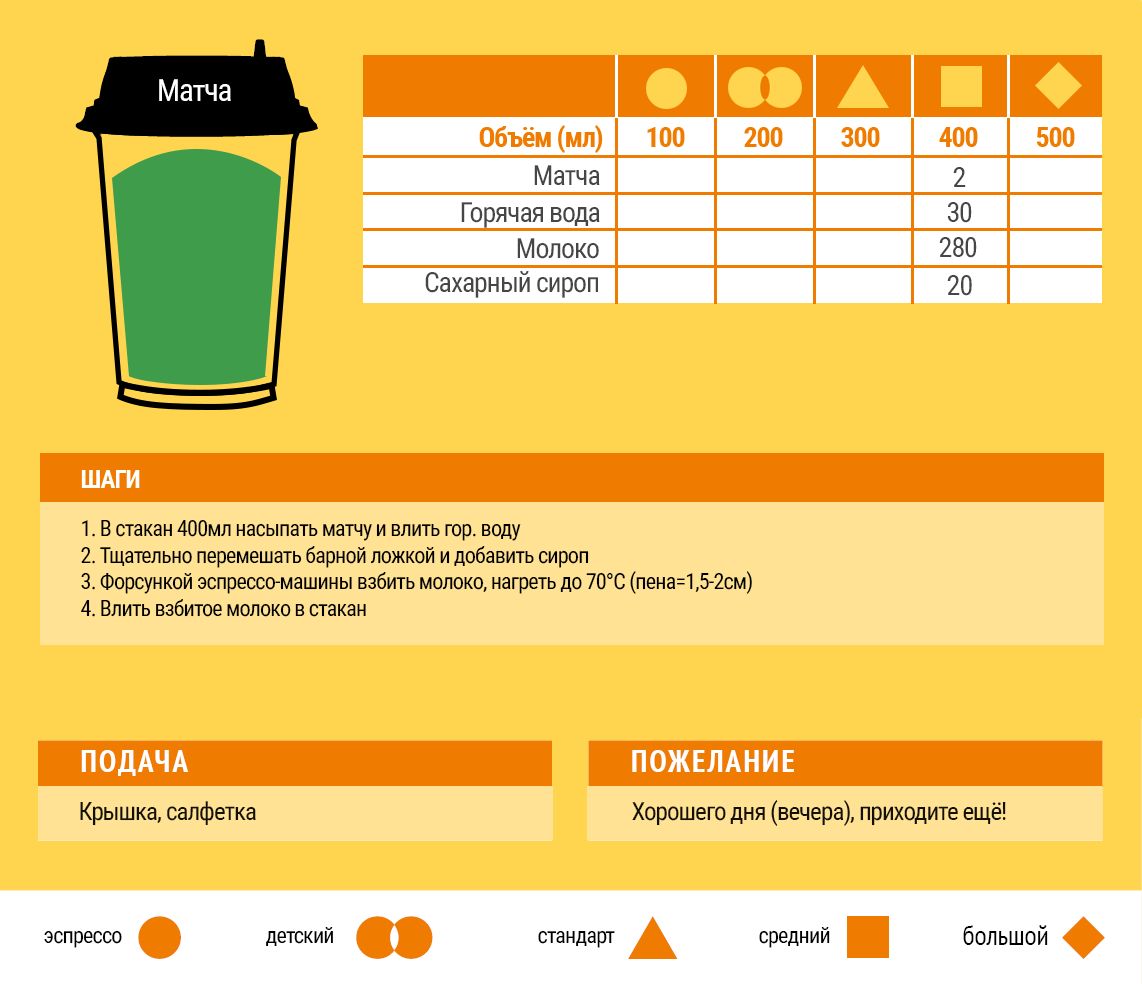 Матча
Объём (мл) 100 200 300 400 500
Матча 2
Горячая вода 30
Молоко 280
Сахарный сироп 20
ШАГИ
1. В стакан 400мл насыпать матчу и влить гор. воду
2. Тщательно перемешать барной ложкой и добавить сироп
3. Форсункой эспрессо-машины взбить молоко, нагреть до 70°С (пена=1,5-2см)
4. Влить взбитое молоко в стакан
ПОДАЧА
Крышка, салфетка
ПОЖЕЛАНИЕ
Хорошего дня (вечера), приходите ещё!
эспрессо детский стандарт средний большой